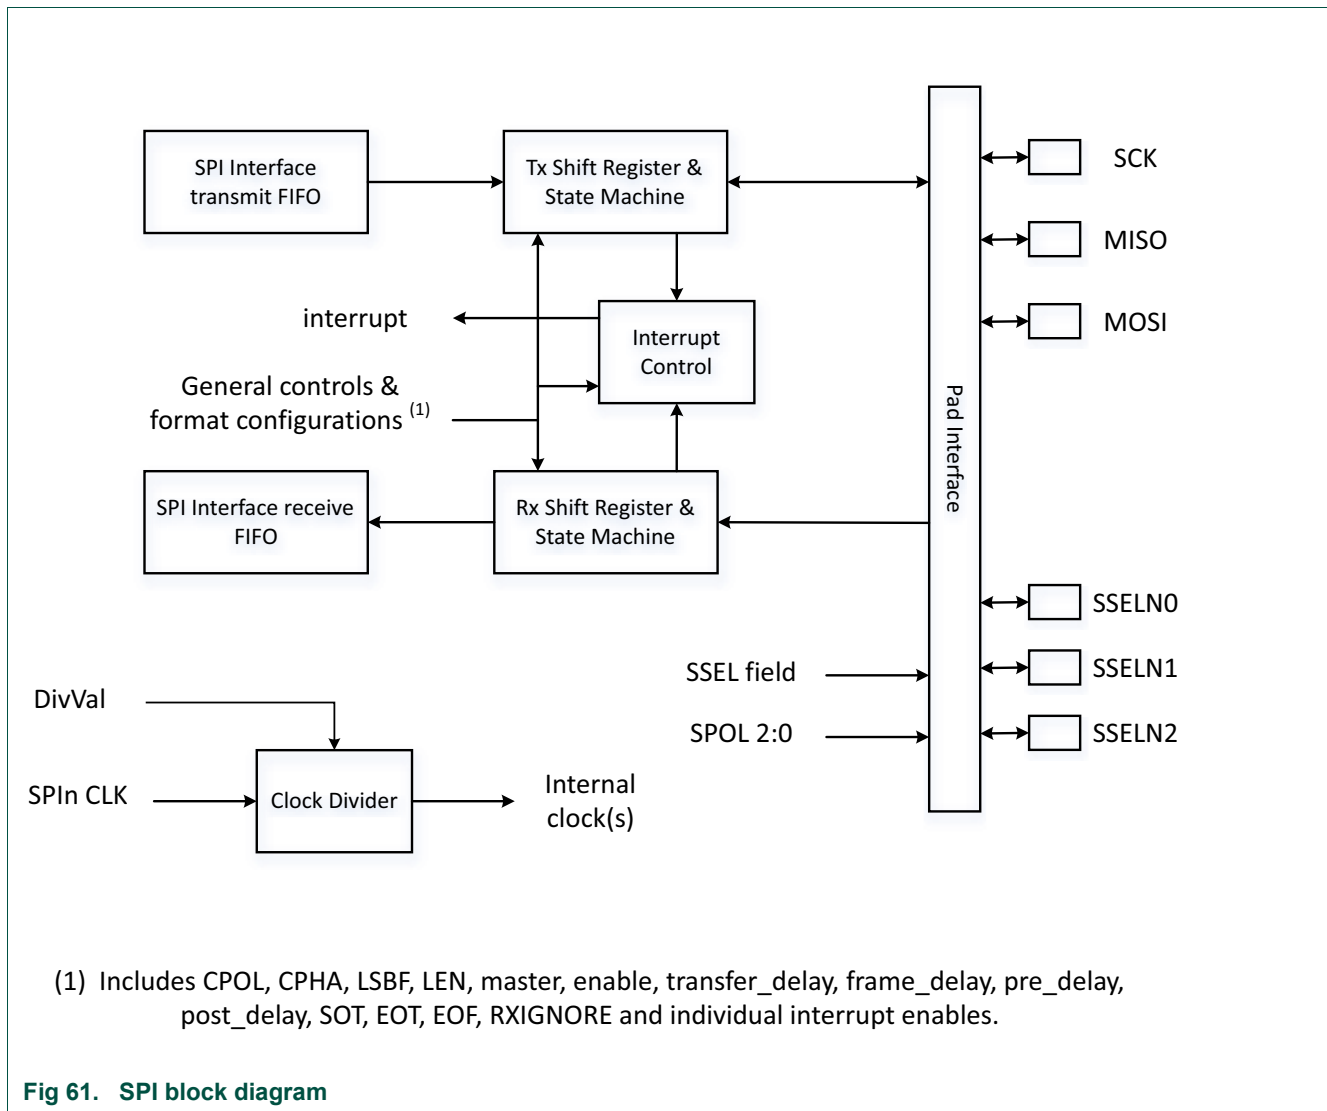 SPI Interface
transmit FIFO
Tx Shift Register &
State Machine
SCK
MISO
MOSI
interrupt
Interrupt
Control
General controls &
format configurations (1)
Pad Interface
SPI Interface receive
FIFO
Rx Shift Register &
State Machine
SSELN0
SSEL field
SSELN1
SPOL 2:0
SSELN2
DivVal
SPIn CLK
Clock Divider
Internal
clock(s)
(1) Includes CPOL, CPHA, LSBF, LEN, master, enable, transfer_delay, frame_delay, pre_delay,
post_delay, SOT, EOT, EOF, RXIGNORE and individual interrupt enables.
Fig 61. SPI block diagram